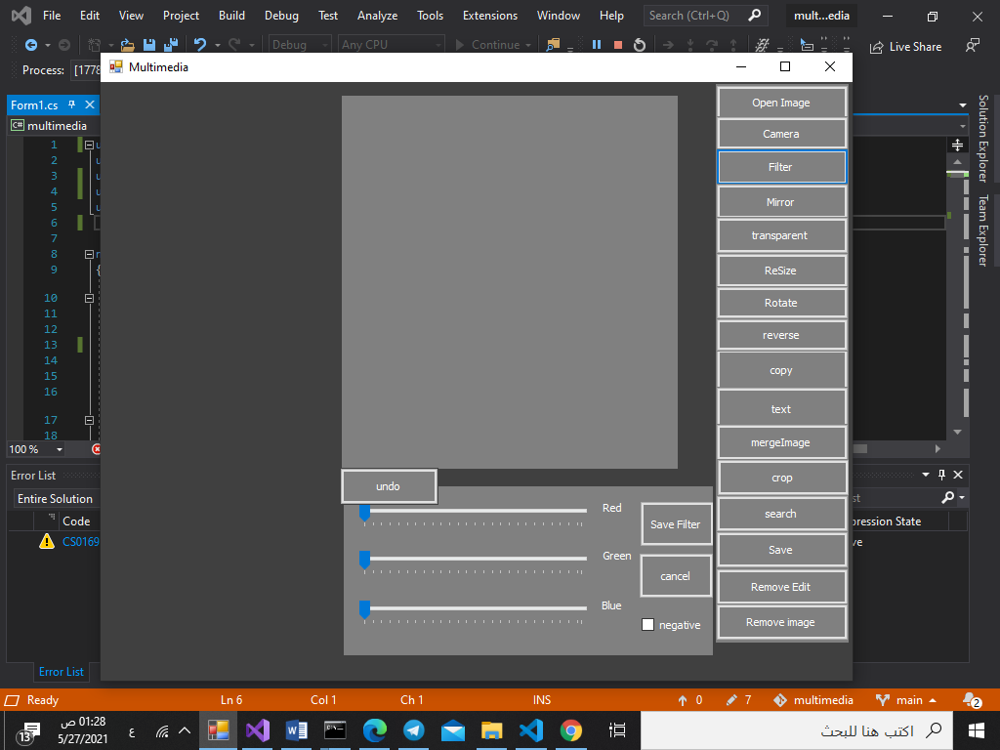 File Edit View Project Build Debug Test Analyze Tools Extensions Window Help Search (Ctrl+Q) mult...edia
Debug Any CPU Continue Live Share
Process: [1778
Multimedia
Form1.cs
multimedia
1
2
3
4
5
6
7
8
9
10
11
12
13
14
15
16
17
18
100 %
Open Image
Camera
Filter
Mirror
transparent
ReSize
Rotate
reverse
copy
text
mergeImage
crop
search
Save
Remove Edit
Remove image
undo
Red
Green
Blue
Save Filter
cancel
negative
Solution Explorer
Team Explorer
Error List
Entire Solution
Code
CS0169
pression State
Error List
Ready Ln 6 Col 1 Ch 1 INS 0 7 multimedia main 2
13
01:28 ص
5/27/2021
ع
اكتب هنا للبحث